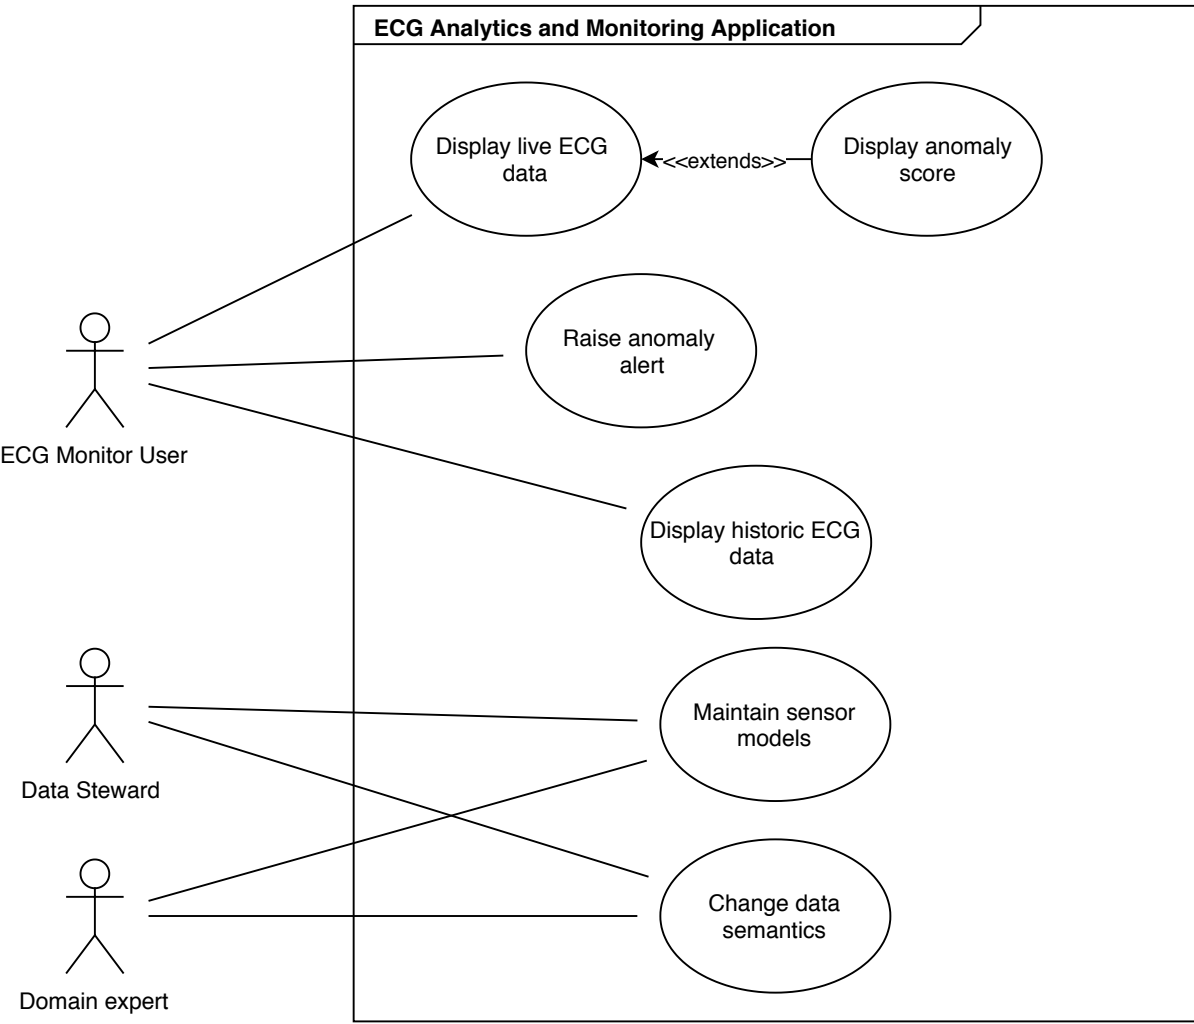 ECG Analytics and Monitoring Application
Display live ECG
data
<<extends>>
Display anomaly
score
Raise anomaly
alert
ECG Monitor User
Display historic ECG
data
Maintain sensor
models
Data Steward
Change data
semantics
Domain expert